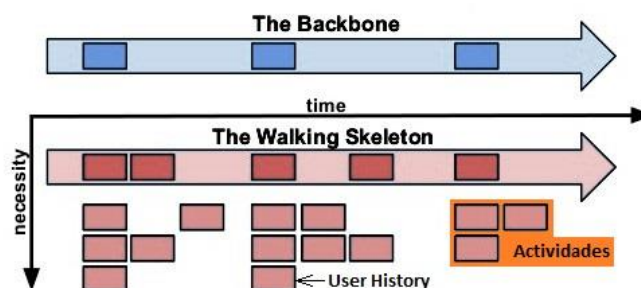 The Backbone
time
The Walking Skeleton
necessity
Actividades
User History